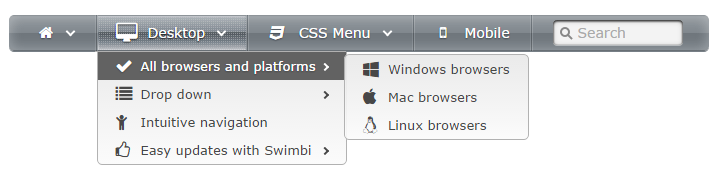 Desktop
CSS Menu
Mobile
Search
All browsers and platforms
Drop down
Intuitive navigation
Easy updates with Swimbi
Windows browsers
Mac browsers
Linux browsers